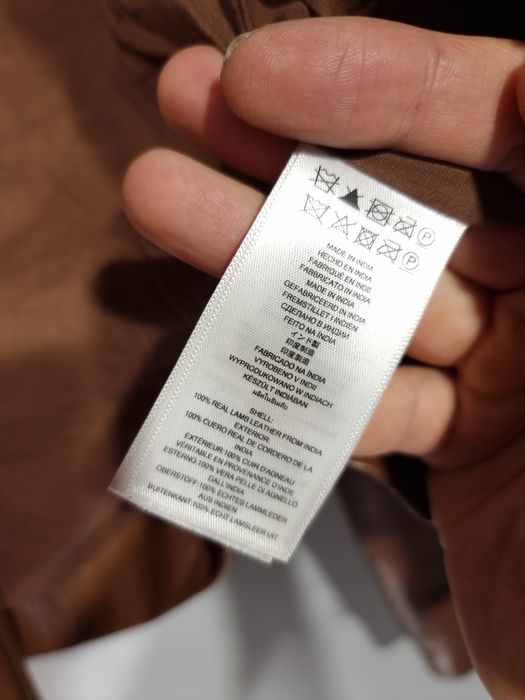 P
P
MADE IN INDIA
HECHO EN INDIA
FABRIQUÉ EN INDE
FABBRICATO IN INDIA
MADE IN INDIA
GEFABRICEERD IN INDIA
FREMSTILLET I INDIEN
СДЕЛАНО В ИНДИИ
FEITO NA ÍNDIA
インド製
印度制造
印度製造
FABRICADO NA ÍNDIA
VYROBENO V INDII
WYPRODUKOWANO W INDIACH
KÉSZÜLT INDIÁBAN
ผลิตในอินเดีย
SHELL:
100% REAL LAMB LEATHER FROM INDIA
EXTERIOR:
100% CUERO REAL DE CORDERO DE LA
INDIA
EXTÉRIEUR:100% CUIR D'AGNEAU
VÉRITABLE EN PROVENANCE D'INDE
ESTERNO:100% VERA PELLE DI AGNELLO
DALL'INDIA
OBERSTOFF:100% ECHTES LAMMLEDER
AUS INDIEN
BUITENKANT:100% ECHT LAMSLEER UIT